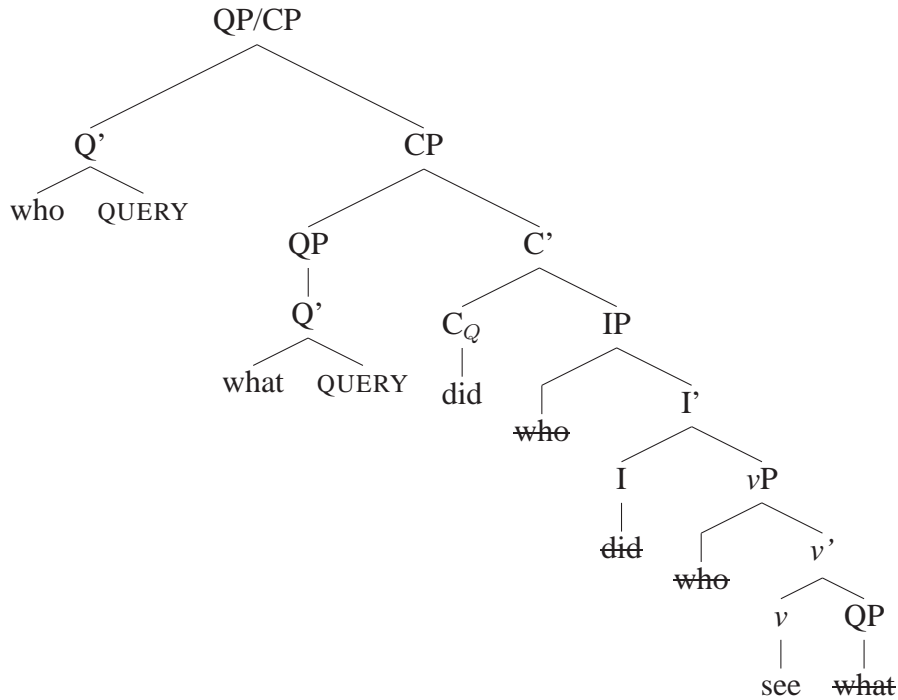 QP/CP
Q’ CP
who QUERY QP C’
Q’ C_Q IP
what QUERY did who I’
I vP
did who v’
v QP
see what